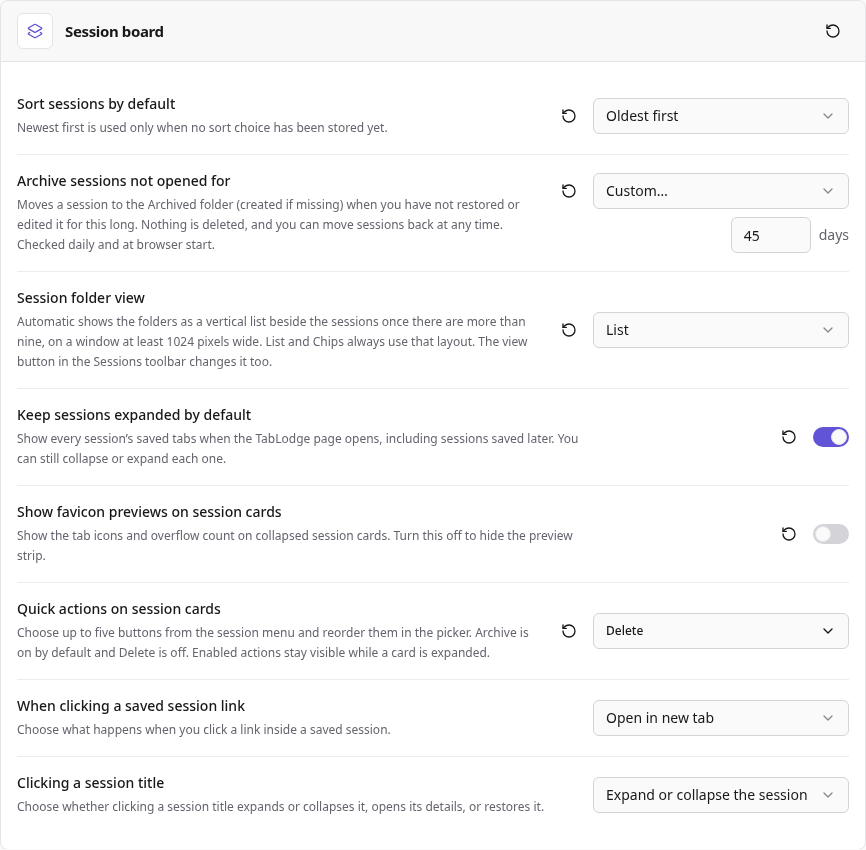 Session board
Sort sessions by default
Newest first is used only when no sort choice has been stored yet.
Oldest first
Archive sessions not opened for
Moves a session to the Archived folder (created if missing) when you have not restored or
edited it for this long. Nothing is deleted, and you can move sessions back at any time.
Checked daily and at browser start.
Custom...
45 days
Session folder view
Automatic shows the folders as a vertical list beside the sessions once there are more than
nine, on a window at least 1024 pixels wide. List and Chips always use that layout. The view
button in the Sessions toolbar changes it too.
List
Keep sessions expanded by default
Show every session’s saved tabs when the TabLodge page opens, including sessions saved later. You
can still collapse or expand each one.
Show favicon previews on session cards
Show the tab icons and overflow count on collapsed session cards. Turn this off to hide the preview
strip.
Quick actions on session cards
Choose up to five buttons from the session menu and reorder them in the picker. Archive is
on by default and Delete is off. Enabled actions stay visible while a card is expanded.
Delete
When clicking a saved session link
Choose what happens when you click a link inside a saved session.
Open in new tab
Clicking a session title
Choose whether clicking a session title expands or collapses it, opens its details, or restores it.
Expand or collapse the session